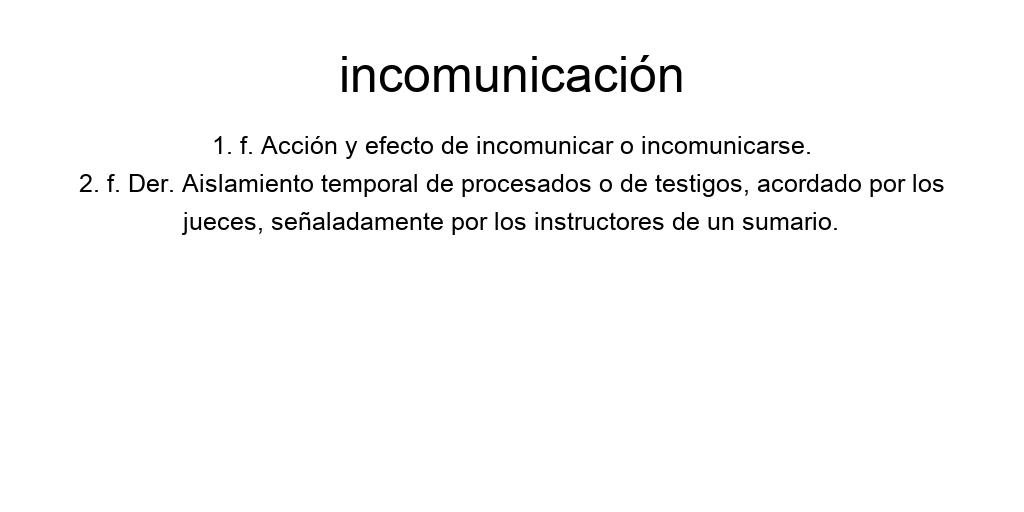 incomunicación
1. f. Acción y efecto de incomunicar o incomunicarse.
2. f. Der. Aislamiento temporal de procesados o de testigos, acordado por los
jueces, señaladamente por los instructores de un sumario.